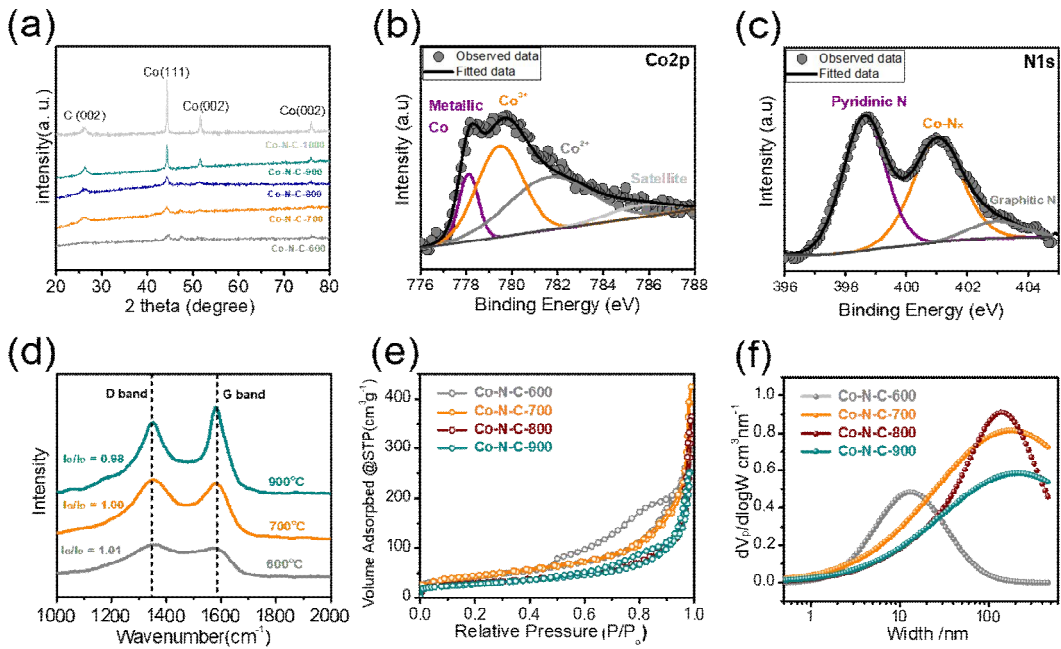 (a)
intensity(a. u.)
C (002)
Co(111)
Co(002)
Co(002)
Co-N-C-1000
Co-N-C-900
Co-N-C-800
Co-N-C-700
Co-N-C-600
20 30 40 50 60 70 80
2 theta (degree)
(b)
Observed data
Fitted data
Co2p
Metallic
Co
Co³⁺
Co²⁺
Satellite
Intensity (a.u)
776 778 780 782 784 786 788
Binding Energy (eV)
(c)
Observed data
Fitted data
N1s
Pyridinic N
Co-Nₓ
Graphitic N
Intensity (a.u)
396 398 400 402 404
Binding Energy (eV)
(d)
D band
G band
= 0.98
900°C
= 1.00
700°C
= 1.01
600°C
Intensity
1000 1200 1400 1600 1800 2000
Wavenumber(cm⁻¹)
(e)
Co-N-C-600
Co-N-C-700
Co-N-C-800
Co-N-C-900
Volume Adsorpbed @STP(cm³g⁻¹)
400
300
200
100
0
0.0 0.2 0.4 0.6 0.8 1.0
Relative Pressure (P/Pₒ)
(f)
Co-N-C-600
Co-N-C-700
Co-N-C-800
Co-N-C-900
dVₚ/dlogW cm³nm⁻¹
1.0
0.8
0.6
0.4
0.2
0.0
1 10 100
Width /nm